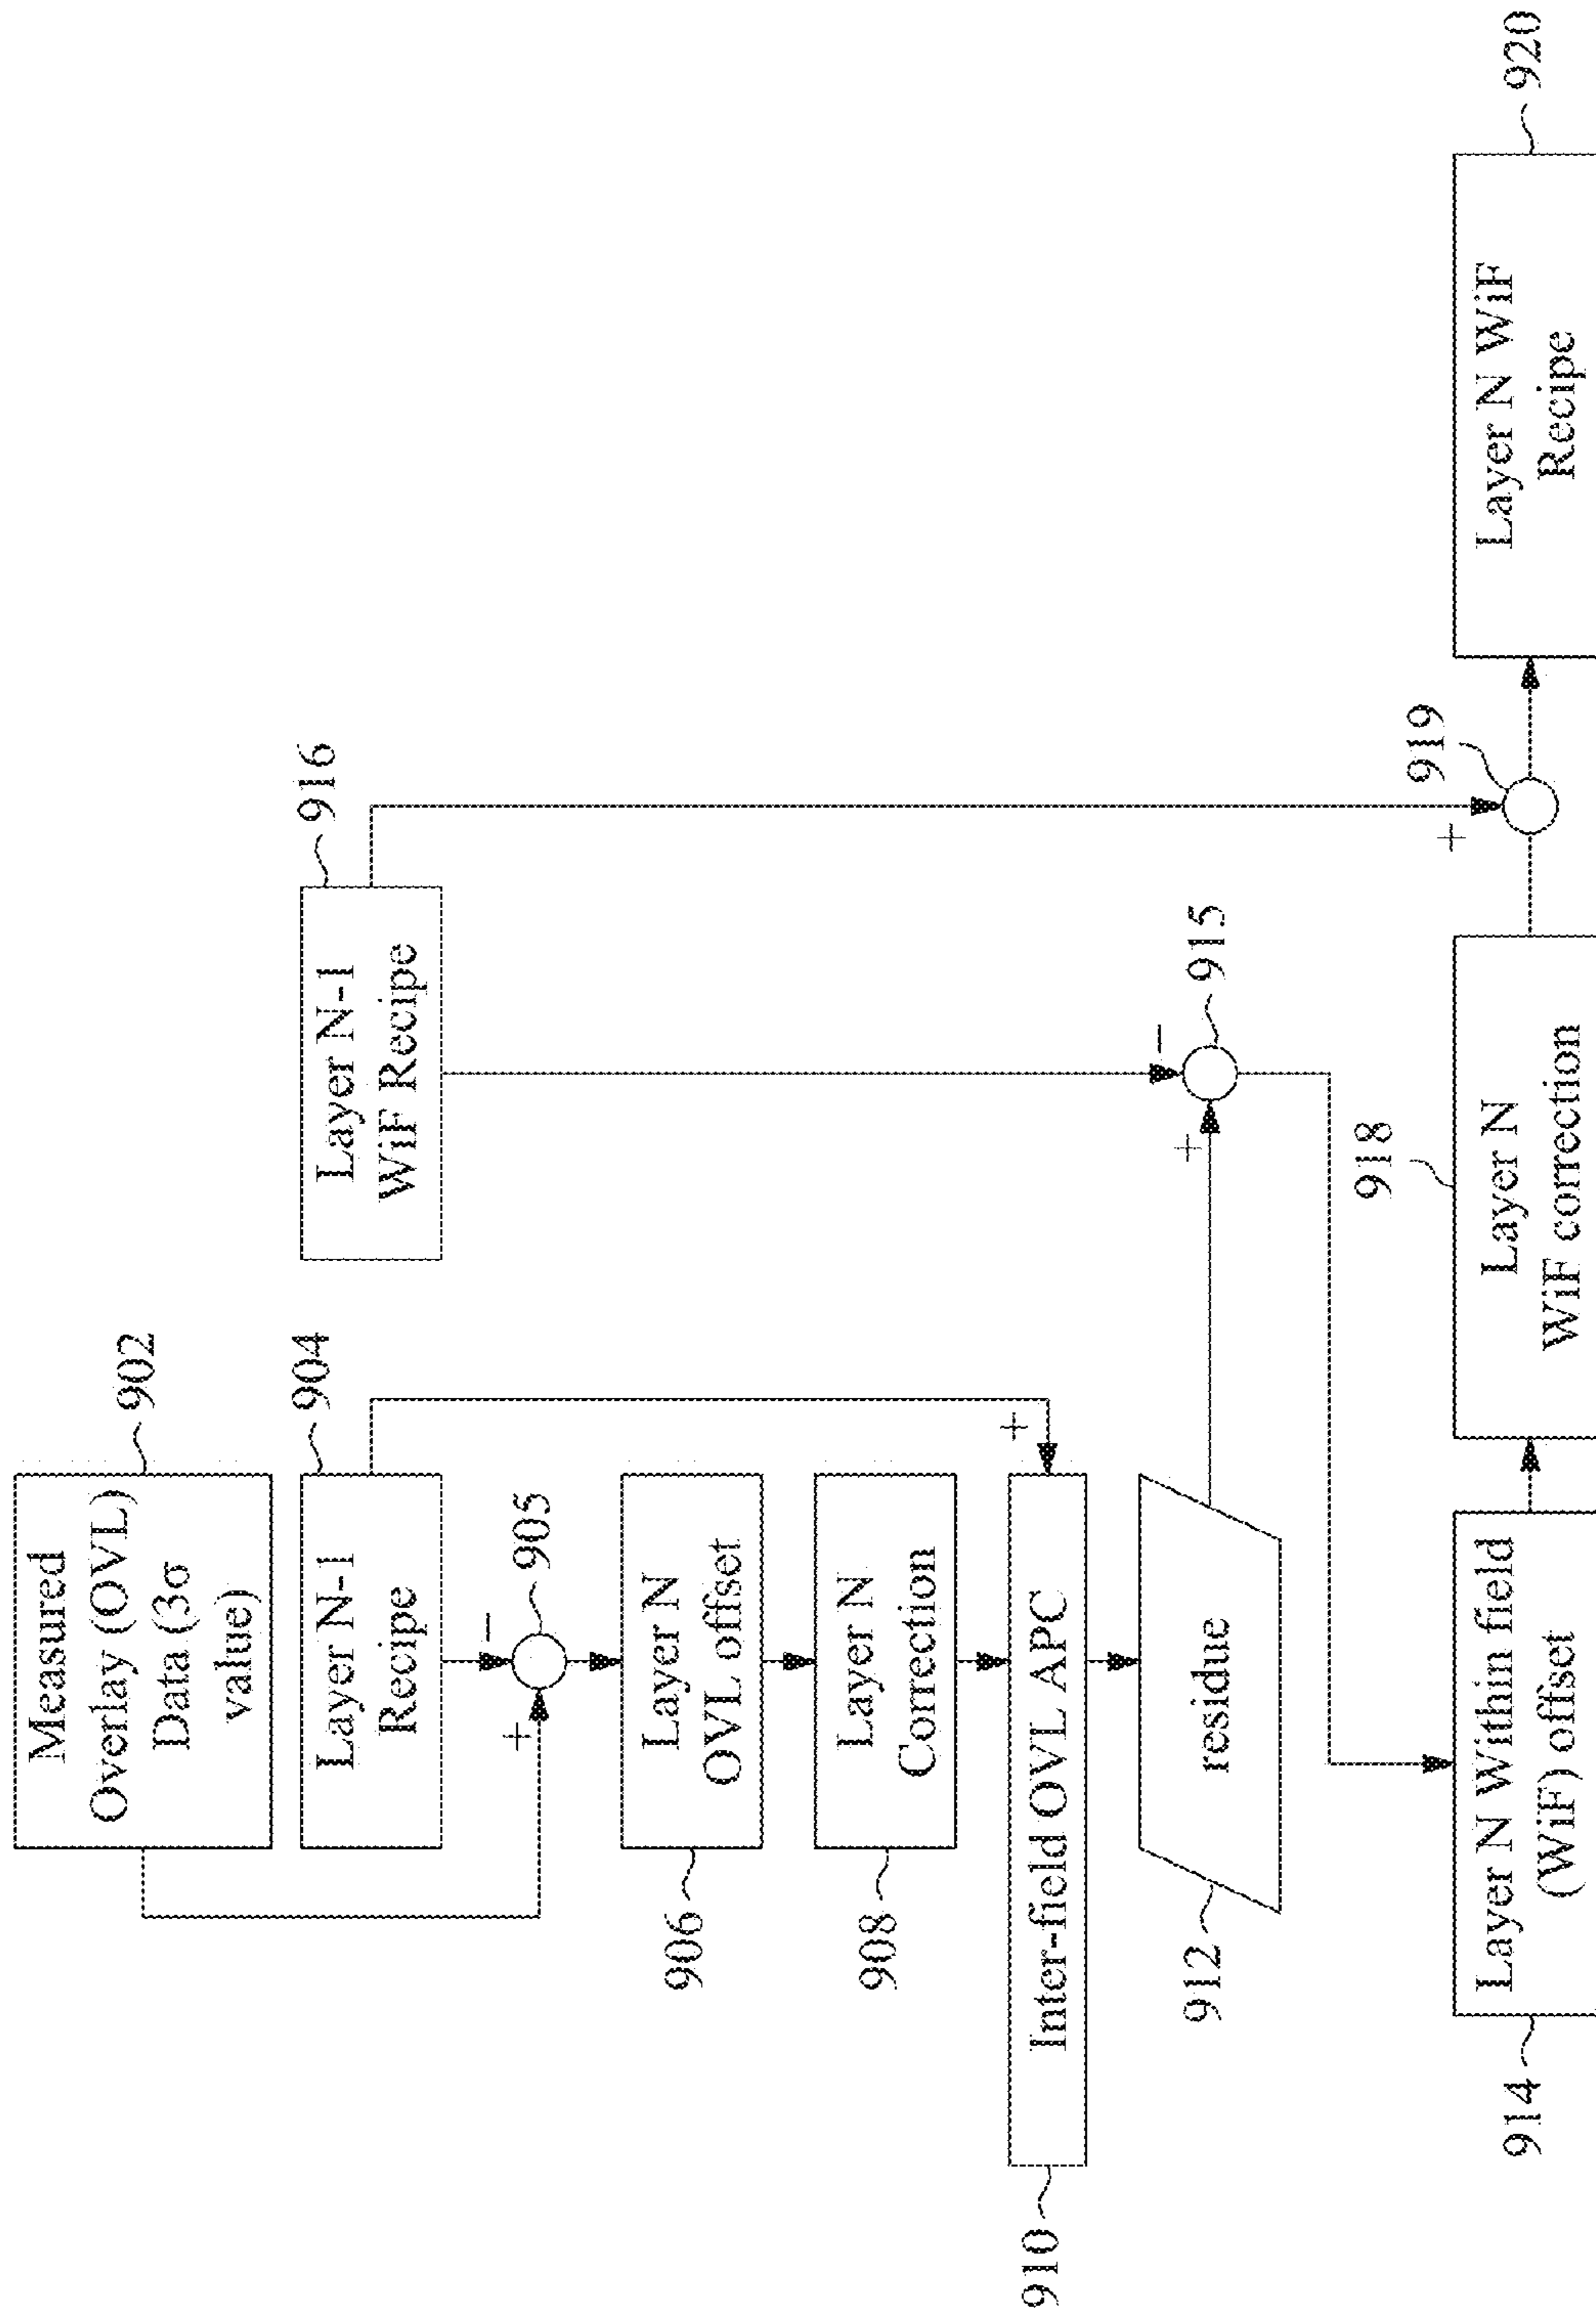 Measured
Overlay (OVL)
Data (3σ
value)
902
Layer N-1
Recipe
904
Layer N-1
WiF Recipe
916
−
+
905
Layer N
OVL offset
906
Layer N
Correction
908
+
Inter-field OVL APC
910
residue
912
−
+
915
Layer N Within field
(WiF) offset
914
Layer N
WiF correction
918
+
919
Layer N WiF
Recipe
920